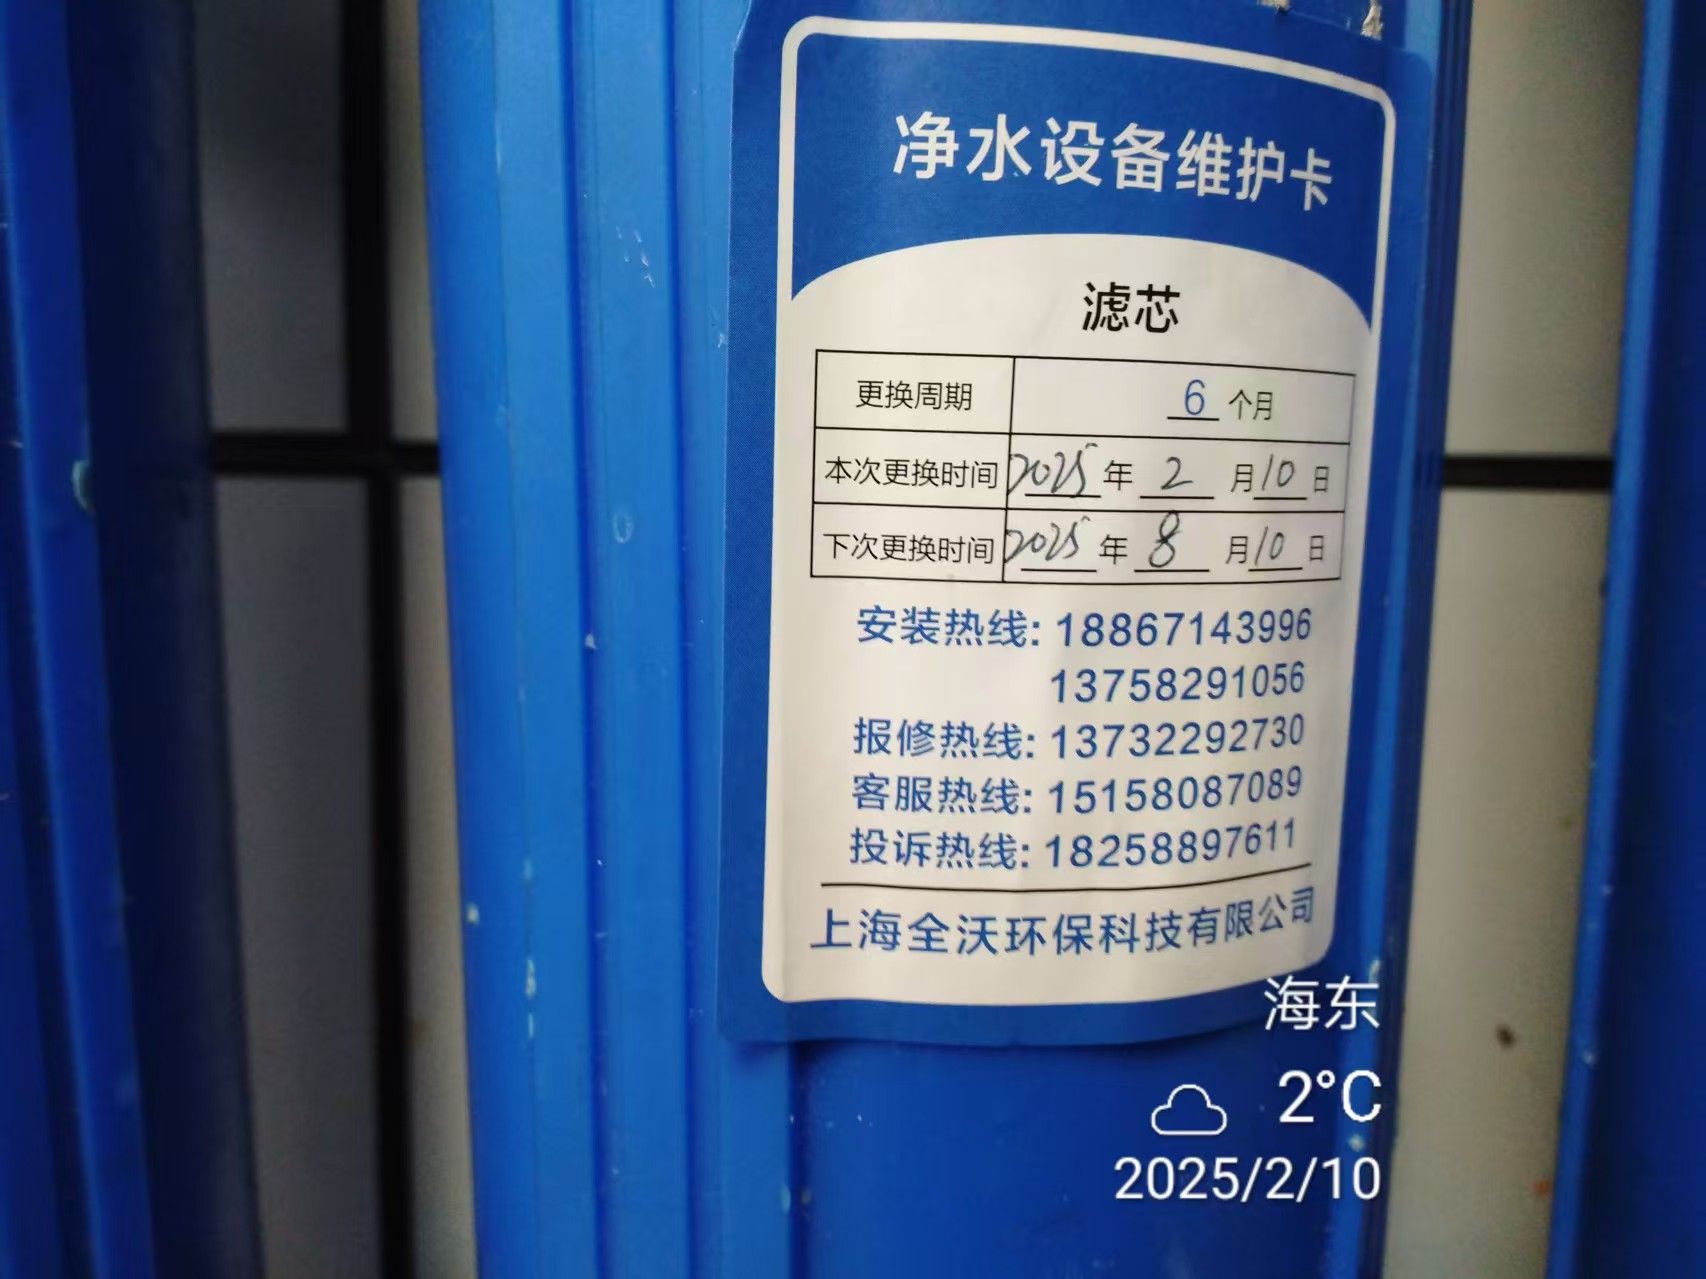 净水设备维护卡
滤芯
更换周期 6 个月
本次更换时间 2025 年 2 月 10 日
下次更换时间 2025 年 8 月 10 日
安装热线: 18867143996
13758291056
报修热线: 13732292730
客服热线: 15158087089
投诉热线: 18258897611
上海全沃环保科技有限公司
海东
2°C
2025/2/10